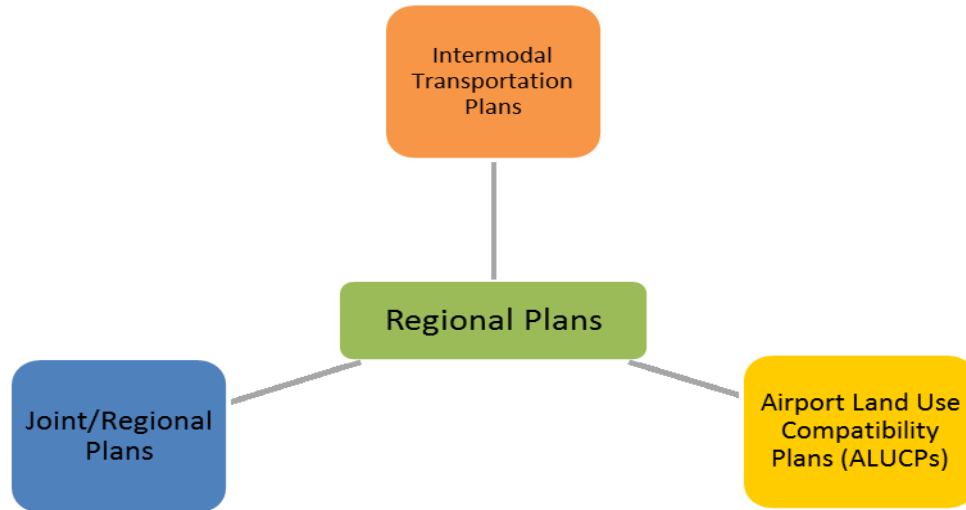 Intermodal
Transportation
Plans
Regional Plans
Joint/Regional
Plans
Airport Land Use
Compatibility
Plans (ALUCPs)